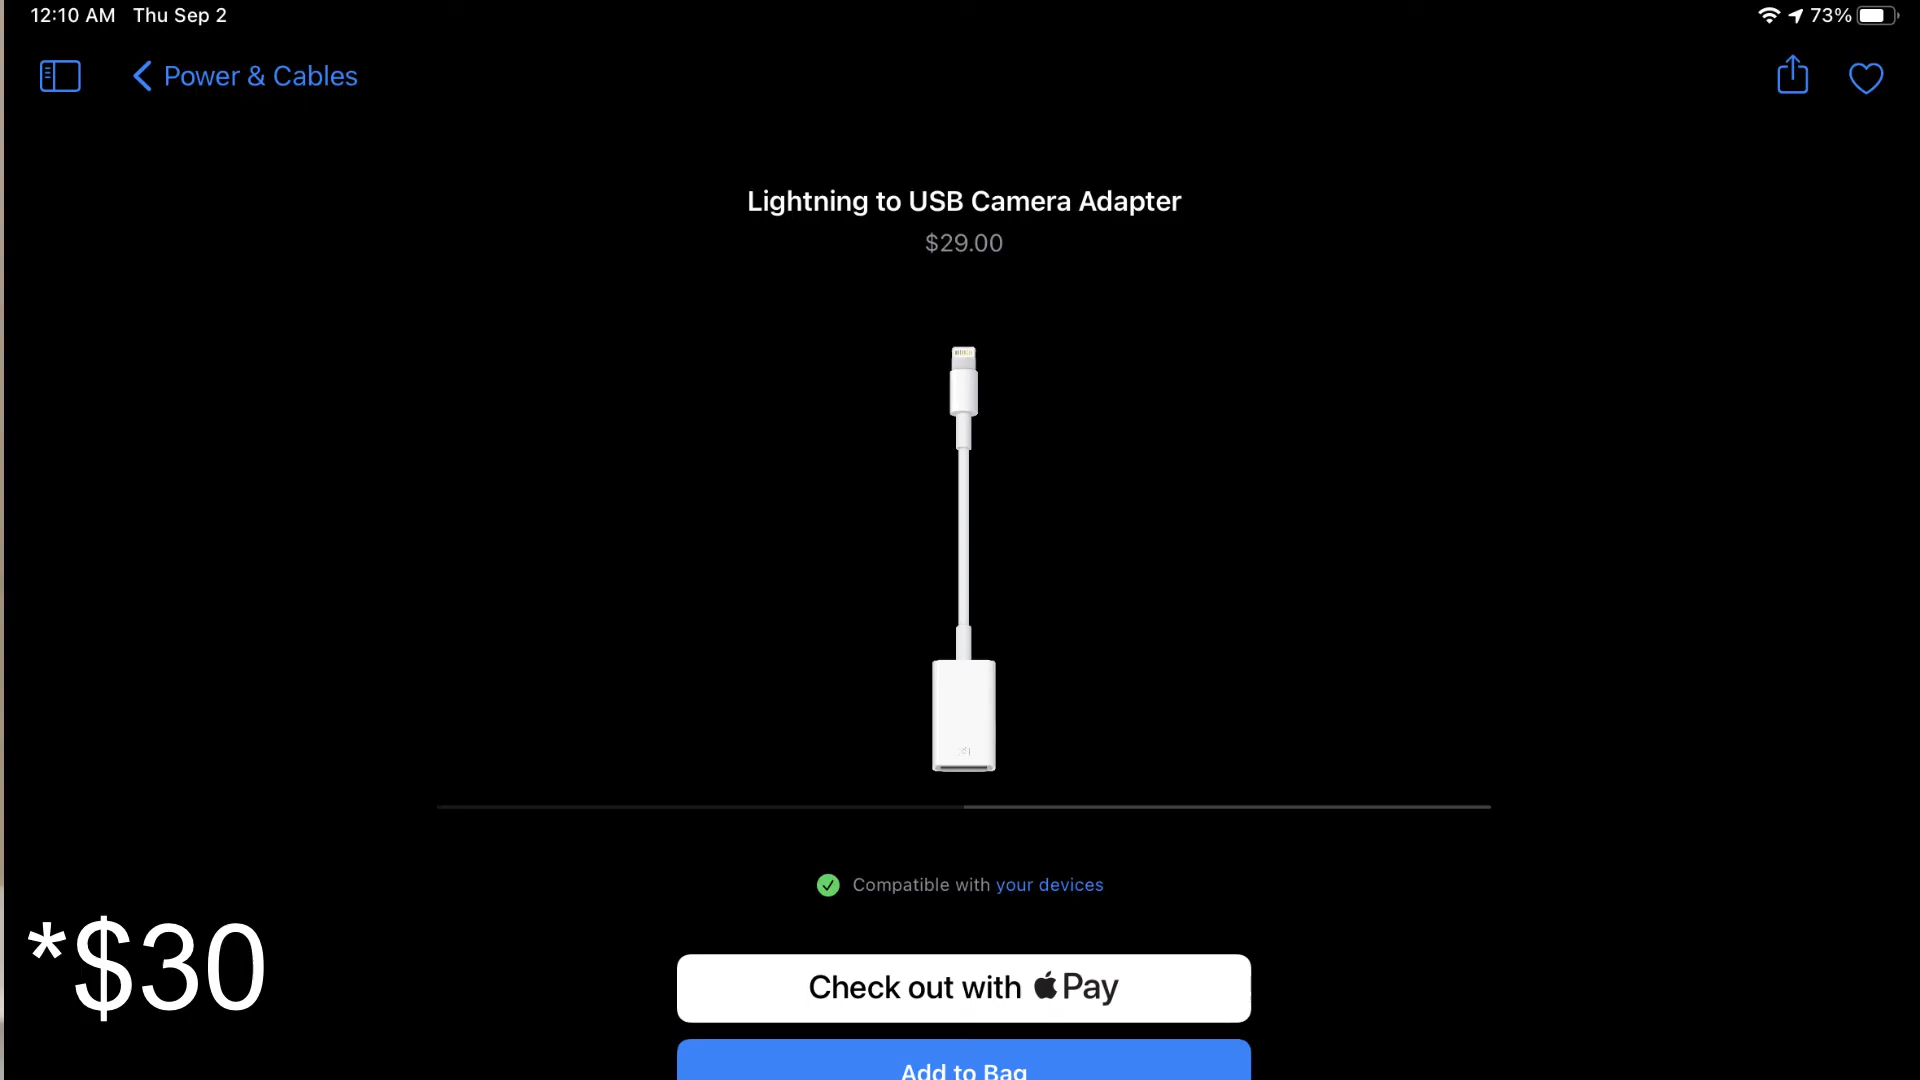 12:10 AM Thu Sep 2
73%
Power & Cables
Lightning to USB Camera Adapter
$29.00
Compatible with your devices
*$30
Check out with Pay
Add to Bag